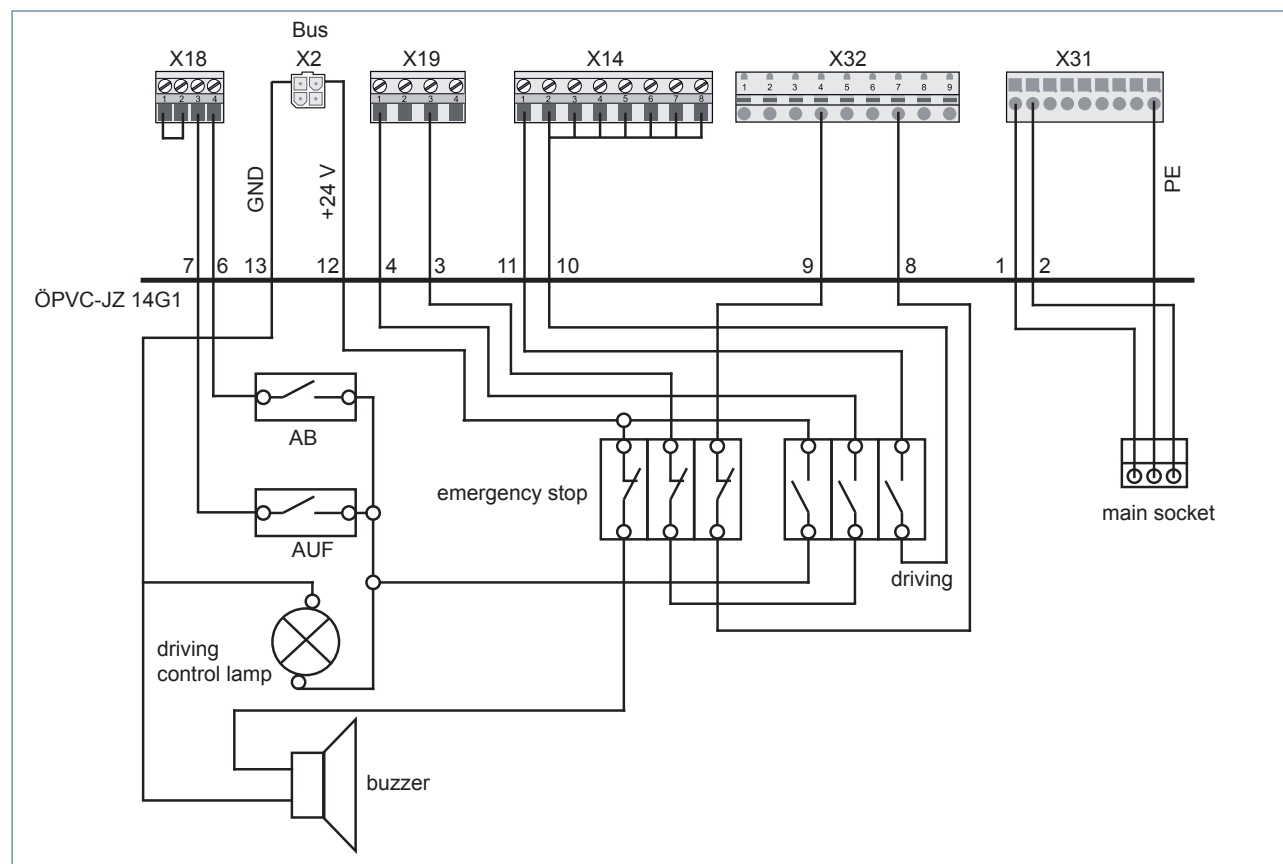 Bus
X18
X2
X19
X14
X32
X31
1 2 3 4
1 2 3 4
1 2 3 4 5 6 7 8
1 2 3 4 5 6 7 8 9
GND
+24 V
PE
7 6 13 12 4 3 11 10 9 8 1 2
ÖPVC-JZ 14G1
AB
emergency stop
main socket
AUF
driving
driving
control lamp
buzzer